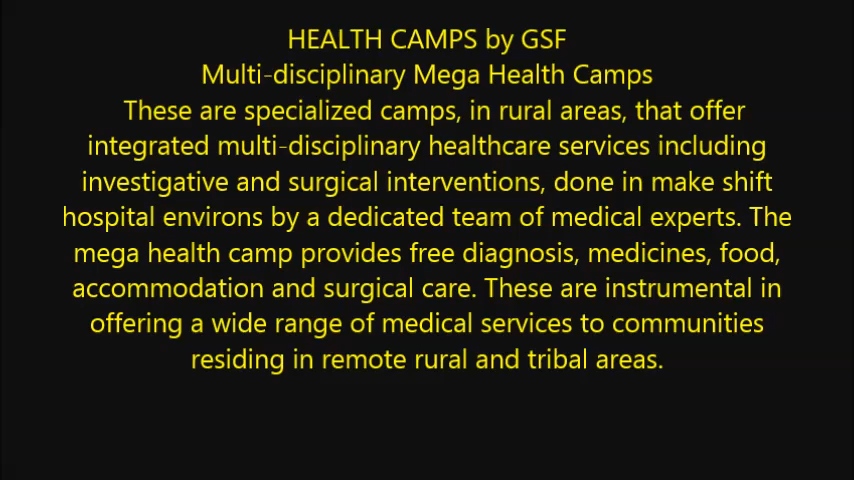 HEALTH CAMPS by GSF
Multi-disciplinary Mega Health Camps
These are specialized camps, in rural areas, that offer
integrated multi-disciplinary healthcare services including
investigative and surgical interventions, done in make shift
hospital environs by a dedicated team of medical experts. The
mega health camp provides free diagnosis, medicines, food,
accommodation and surgical care. These are instrumental in
offering a wide range of medical services to communities
residing in remote rural and tribal areas.